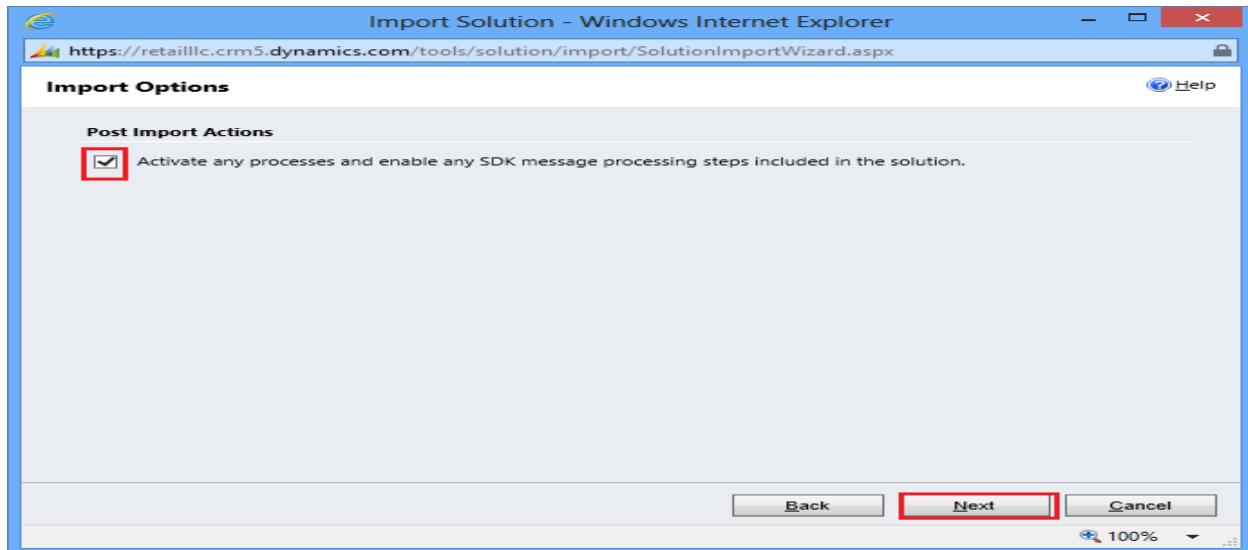 Import Solution - Windows Internet Explorer
https://retailllc.crm5.dynamics.com/tools/solution/import/SolutionImportWizard.aspx
Import Options
Help
Post Import Actions
Activate any processes and enable any SDK message processing steps included in the solution.
Back Next Cancel
100%